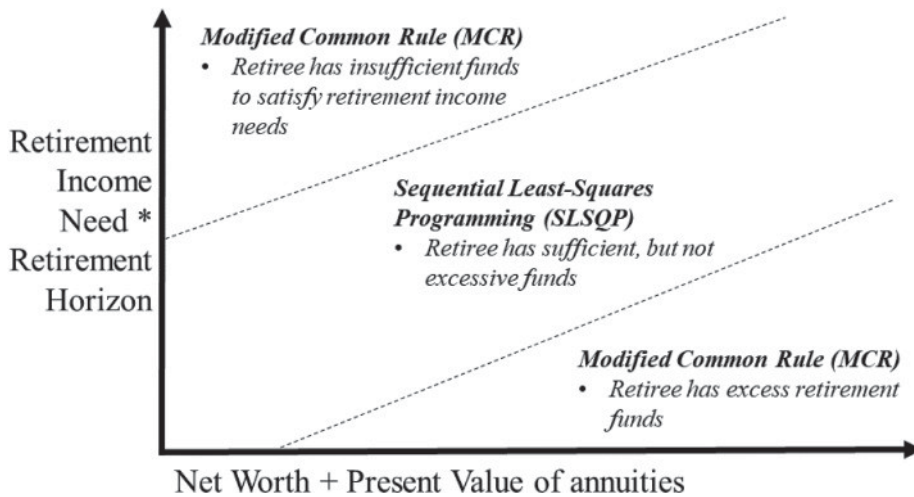 Modified Common Rule (MCR)
• Retiree has insufficient funds
to satisfy retirement income
needs
Retirement
Income
Need *
Retirement
Horizon
Sequential Least-Squares
Programming (SLSQP)
• Retiree has sufficient, but not
excessive funds
Modified Common Rule (MCR)
• Retiree has excess retirement
funds
Net Worth + Present Value of annuities